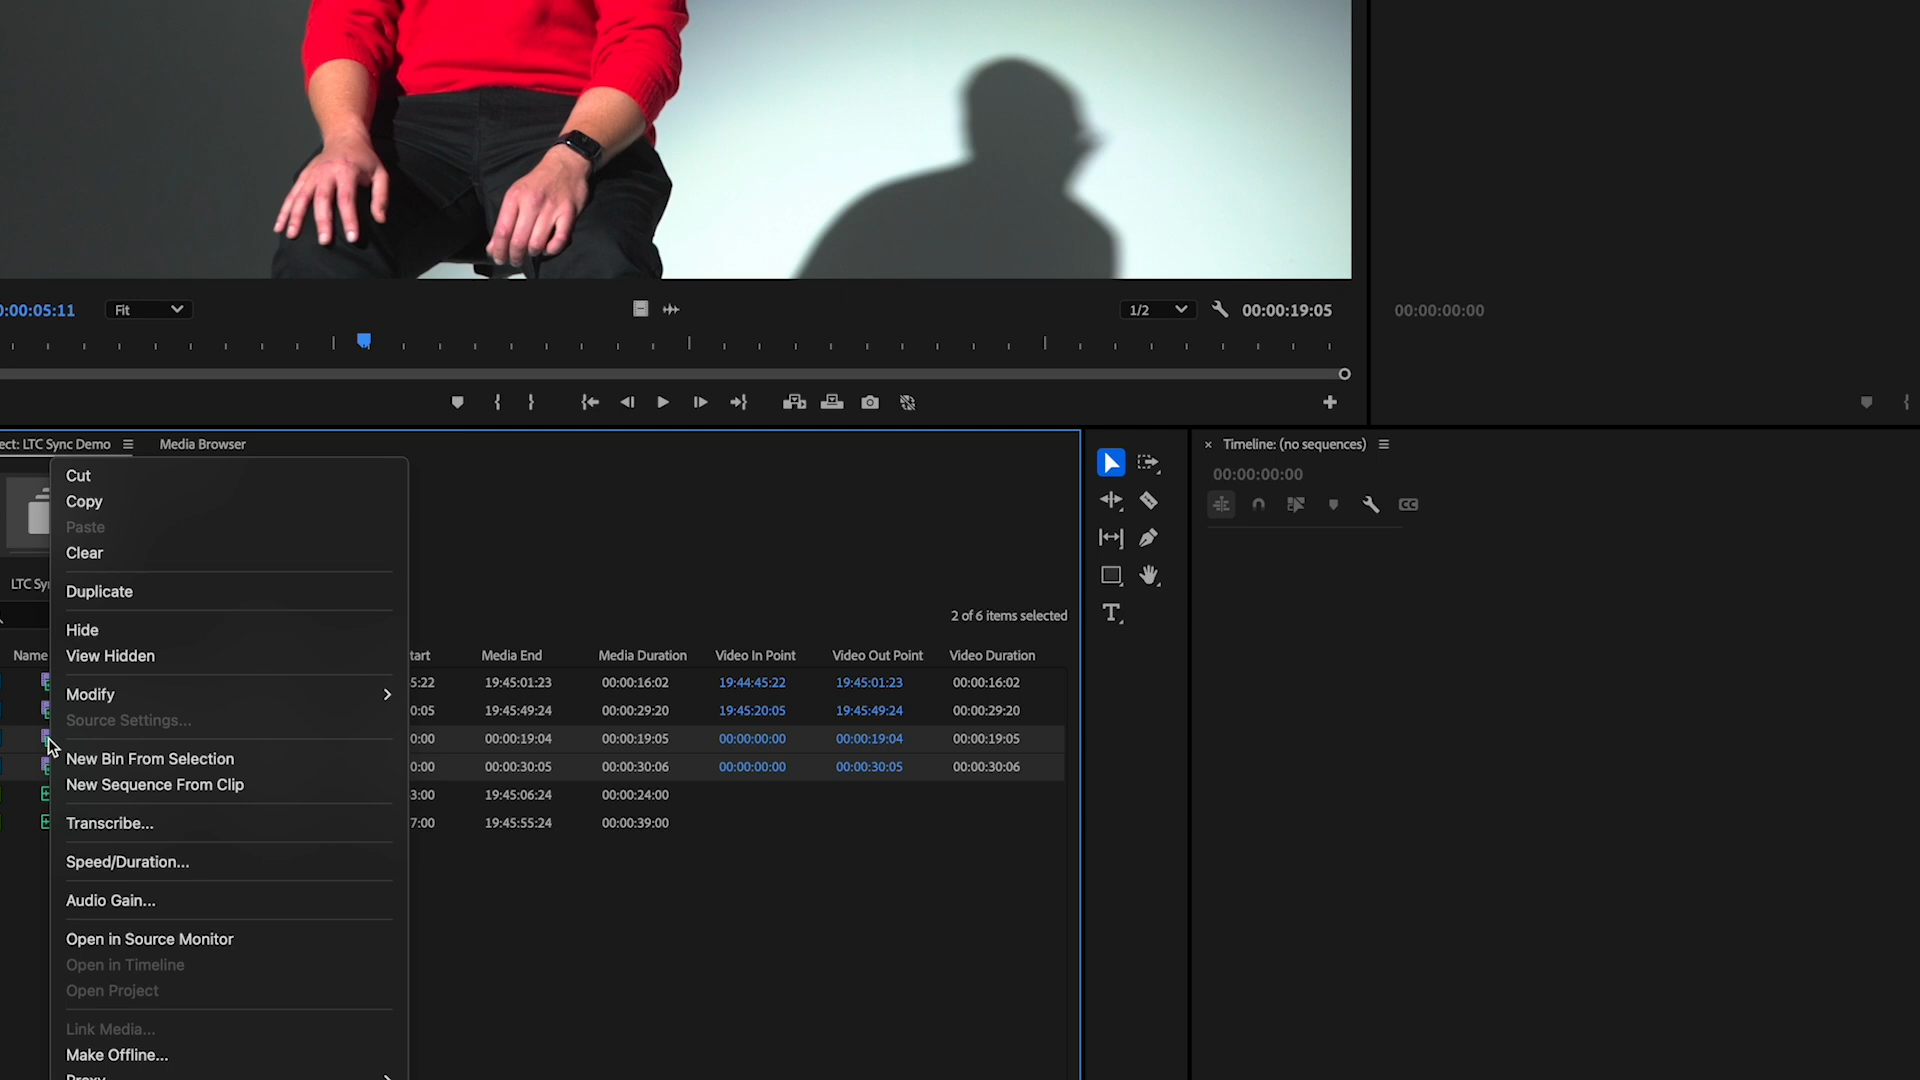 0:00:05:11
Fit
1/2
00:00:19:05
00:00:00:00
ect: LTC Sync Demo
Media Browser
Timeline: (no sequences)
00:00:00:00
CC
Cut
Copy
Paste
Clear
Duplicate
Hide
View Hidden
Modify
Source Settings...
New Bin From Selection
New Sequence From Clip
Transcribe...
Speed/Duration...
Audio Gain...
Open in Source Monitor
Open in Timeline
Open Project
Link Media...
Make Offline...
Proxy
LTC Sy
2 of 6 items selected
Name tart Media End Media Duration Video In Point Video Out Point Video Duration
5:22 19:45:01:23 00:00:16:02 19:44:45:22 19:45:01:23 00:00:16:02
0:05 19:45:49:24 00:00:29:20 19:45:20:05 19:45:49:24 00:00:29:20
0:00 00:00:19:04 00:00:19:05 00:00:00:00 00:00:19:04 00:00:19:05
0:00 00:00:30:05 00:00:30:06 00:00:00:00 00:00:30:05 00:00:30:06
3:00 19:45:06:24 00:00:24:00
7:00 19:45:55:24 00:00:39:00